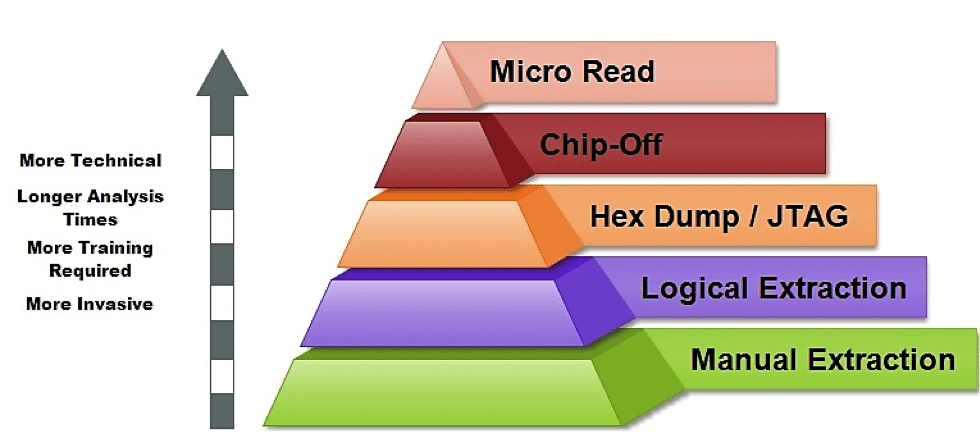 Micro Read
Chip-Off
More Technical
Longer Analysis
Times
Hex Dump / JTAG
More Training
Required
Logical Extraction
More Invasive
Manual Extraction